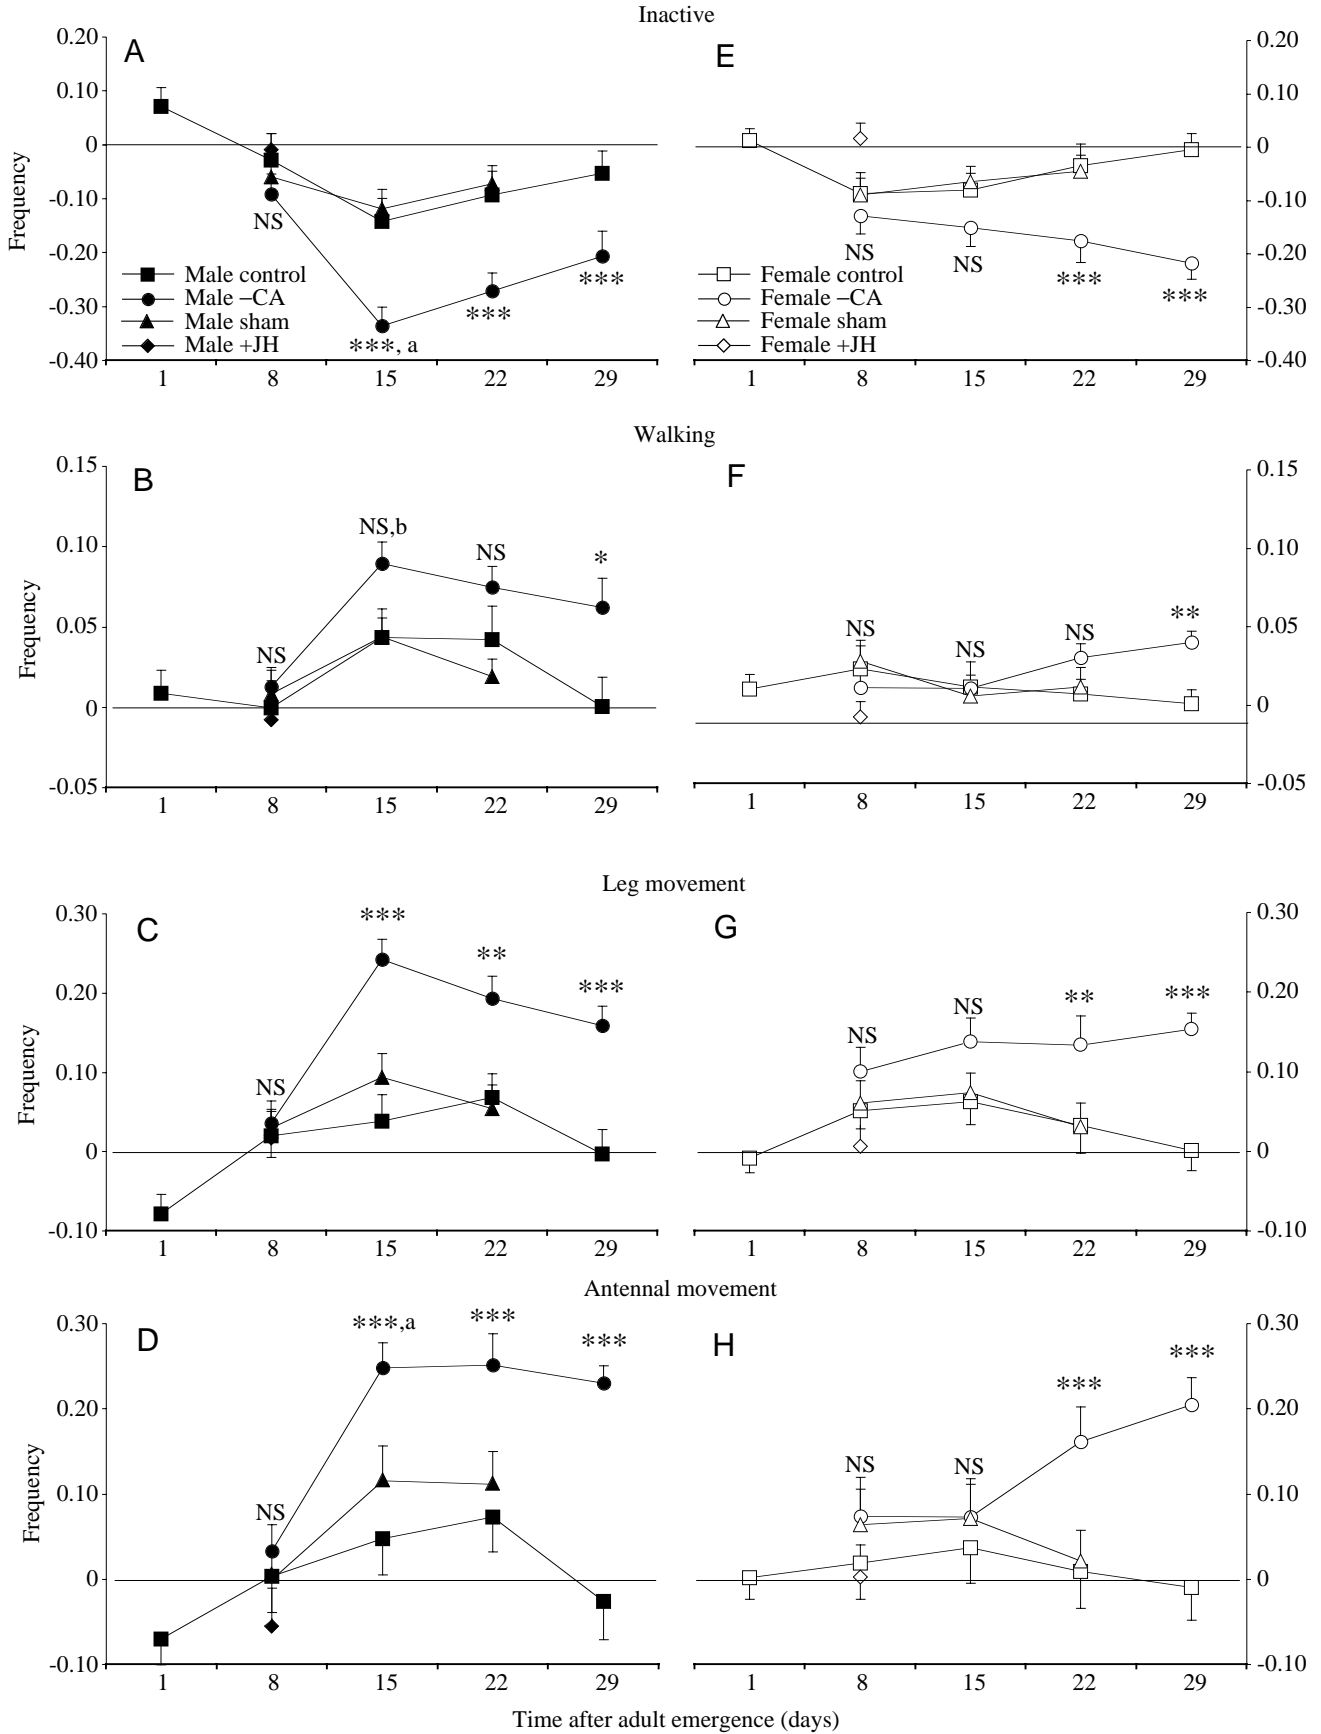 Inactive
A
0.20
0.10
0
-0.10
-0.20
-0.30
-0.40
Frequency
NS
***, a
***
***
Male control
Male –CA
Male sham
Male +JH
1 8 15 22 29
E
0.20
0.10
0
-0.10
-0.20
-0.30
-0.40
NS
NS
***
***
Female control
Female –CA
Female sham
Female +JH
1 8 15 22 29
Walking
B
0.15
0.10
0.05
0
-0.05
Frequency
NS
NS,b
NS
*
1 8 15 22 29
F
0.15
0.10
0.05
0
-0.05
NS
NS
NS
**
1 8 15 22 29
Leg movement
C
0.30
0.20
0.10
0
-0.10
Frequency
NS
***
**
***
1 8 15 22 29
G
0.30
0.20
0.10
0
-0.10
NS
NS
**
***
1 8 15 22 29
Antennal movement
D
0.30
0.20
0.10
0
-0.10
Frequency
NS
***,a
***
***
1 8 15 22 29
H
0.30
0.20
0.10
0
-0.10
NS
NS
***
***
1 8 15 22 29
Time after adult emergence (days)